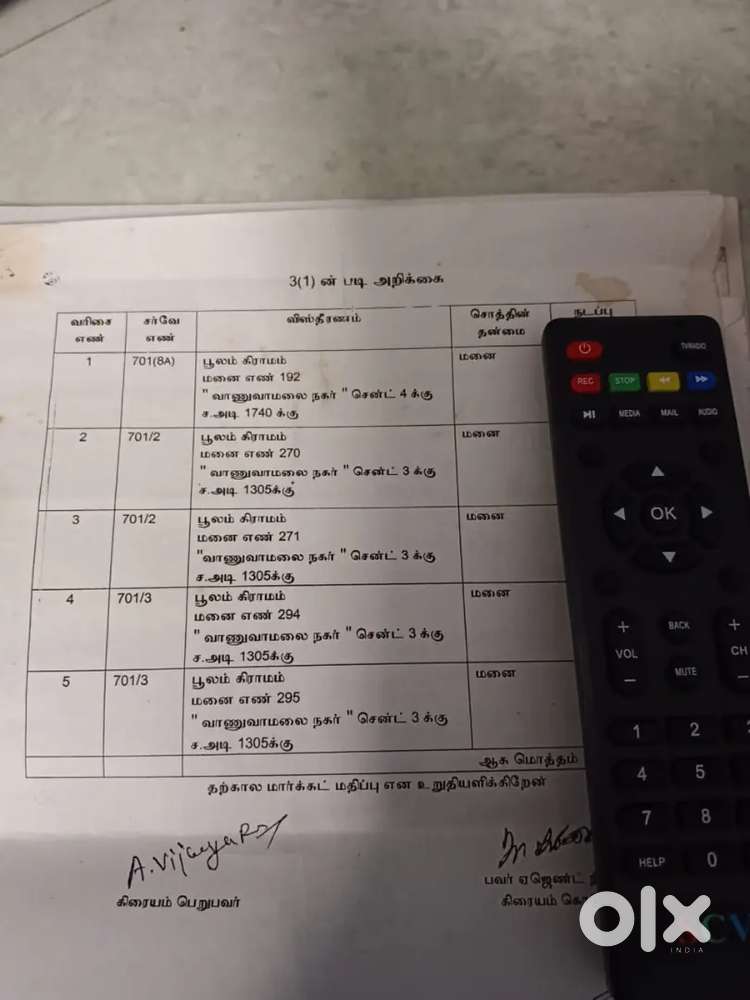 3(1) ன் படி அறிக்கை
வரிசை எண் சர்வே எண் விஸ்தீரணம் சொத்தின் தன்மை நடப்பு
1 701(8A) பூலம் கிராமம் மனை
மனை எண் 192
" வாணுவாமலை நகர் " சென்ட் 4 க்கு
ச.அடி 1740 க்கு
2 701/2 பூலம் கிராமம் மனை
மனை எண் 270
" வாணுவாமலை நகர் " சென்ட் 3 க்கு
ச.அடி 1305க்கு
3 701/2 பூலம் கிராமம் மனை
மனை எண் 271
"வாணுவாமலை நகர் " சென்ட் 3 க்கு
ச.அடி 1305க்கு
4 701/3 பூலம் கிராமம் மனை
மனை எண் 294
" வாணுவாமலை நகர் " சென்ட் 3 க்கு
ச.அடி 1305க்கு
5 701/3 பூலம் கிராமம் மனை
மனை எண் 295
" வாணுவாமலை நகர் " சென்ட் 3 க்கு
ச.அடி 1305க்கு
ஆக மொத்தம்
தற்கால மார்க்கட் மதிப்பு என உறுதியளிக்கிறேன்
A.Vijaya
கிரையம் பெறுபவர்
பவர் ஏஜெண்ட்
கிரையம்
TV/RADIO
REC STOP
MEDIA MAIL AUDIO
OK
+ BACK +
VOL CH
- MUTE -
1 2
4 5
7 8
HELP 0
olx
INDIA